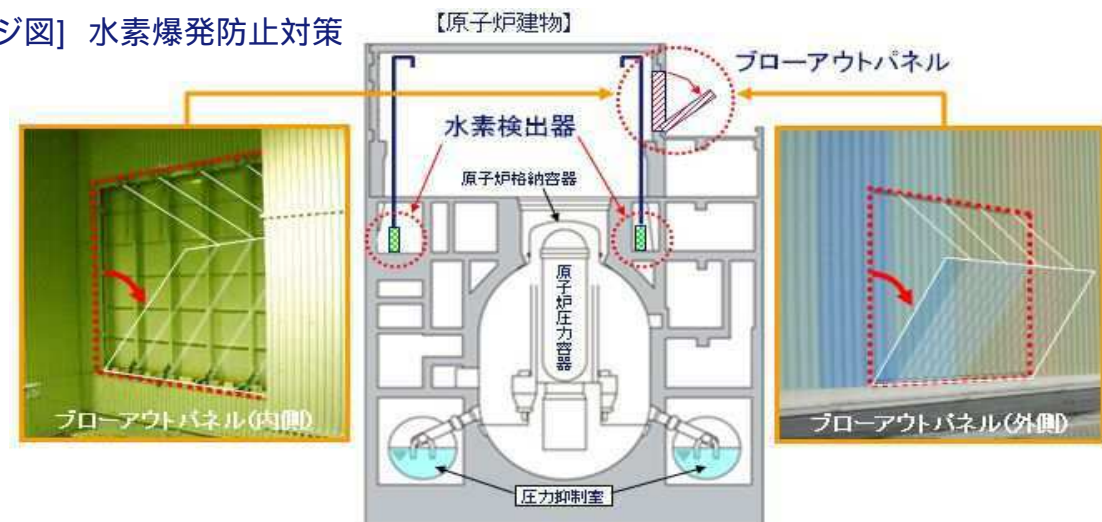 ジ図] 水素爆発防止対策
【原子炉建物】
ブローアウトパネル
水素検出器
原子炉格納容器
原子炉圧力容器
ブローアウトパネル(内側)
ブローアウトパネル(外側)
圧力抑制室